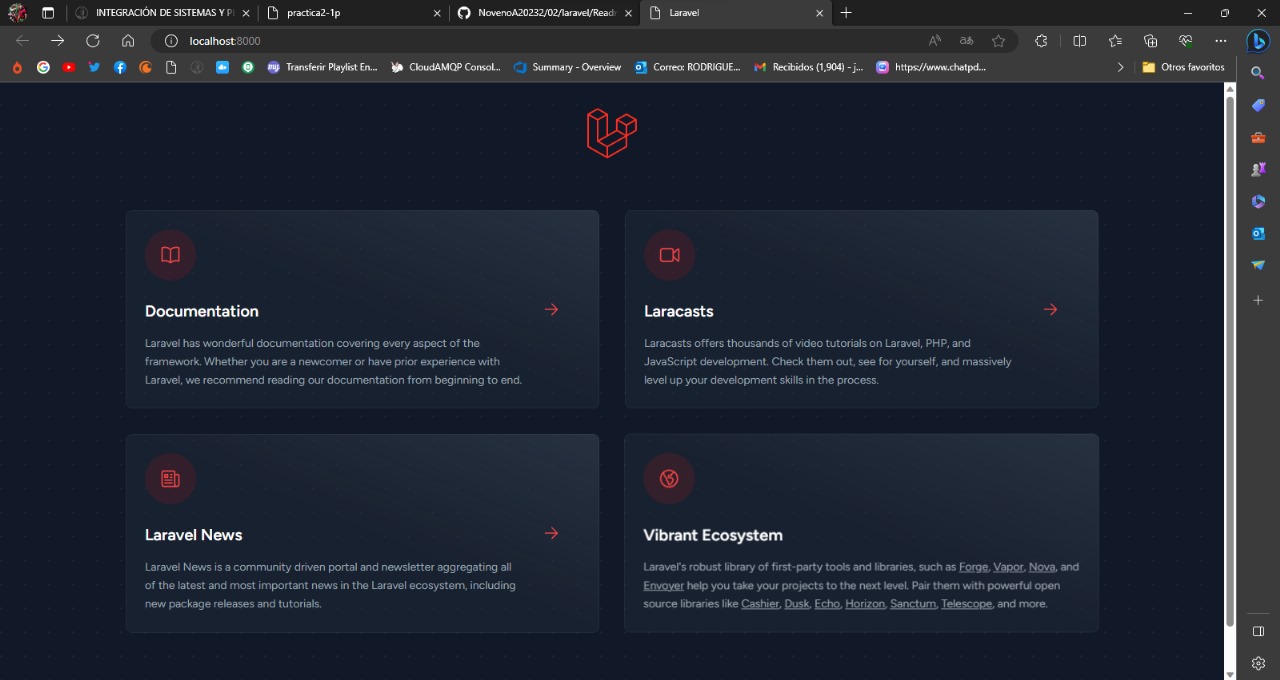 INTEGRACIÓN DE SISTEMAS Y PI
practica2-1p
NovenoA20232/02/laravel/Readm
Laravel
localhost:8000
Transferir Playlist En...
CloudAMQP Consol...
Summary - Overview
Correo: RODRIGUE...
Recibidos (1,904) - j...
https://www.chatpd...
Otros favoritos
Documentation
Laravel has wonderful documentation covering every aspect of the
framework. Whether you are a newcomer or have prior experience with
Laravel, we recommend reading our documentation from beginning to end.
Laracasts
Laracasts offers thousands of video tutorials on Laravel, PHP, and
JavaScript development. Check them out, see for yourself, and massively
level up your development skills in the process.
Laravel News
Laravel News is a community driven portal and newsletter aggregating all
of the latest and most important news in the Laravel ecosystem, including
new package releases and tutorials.
Vibrant Ecosystem
Laravel's robust library of first-party tools and libraries, such as Forge, Vapor, Nova, and
Envoyer help you take your projects to the next level. Pair them with powerful open
source libraries like Cashier, Dusk, Echo, Horizon, Sanctum, Telescope, and more.